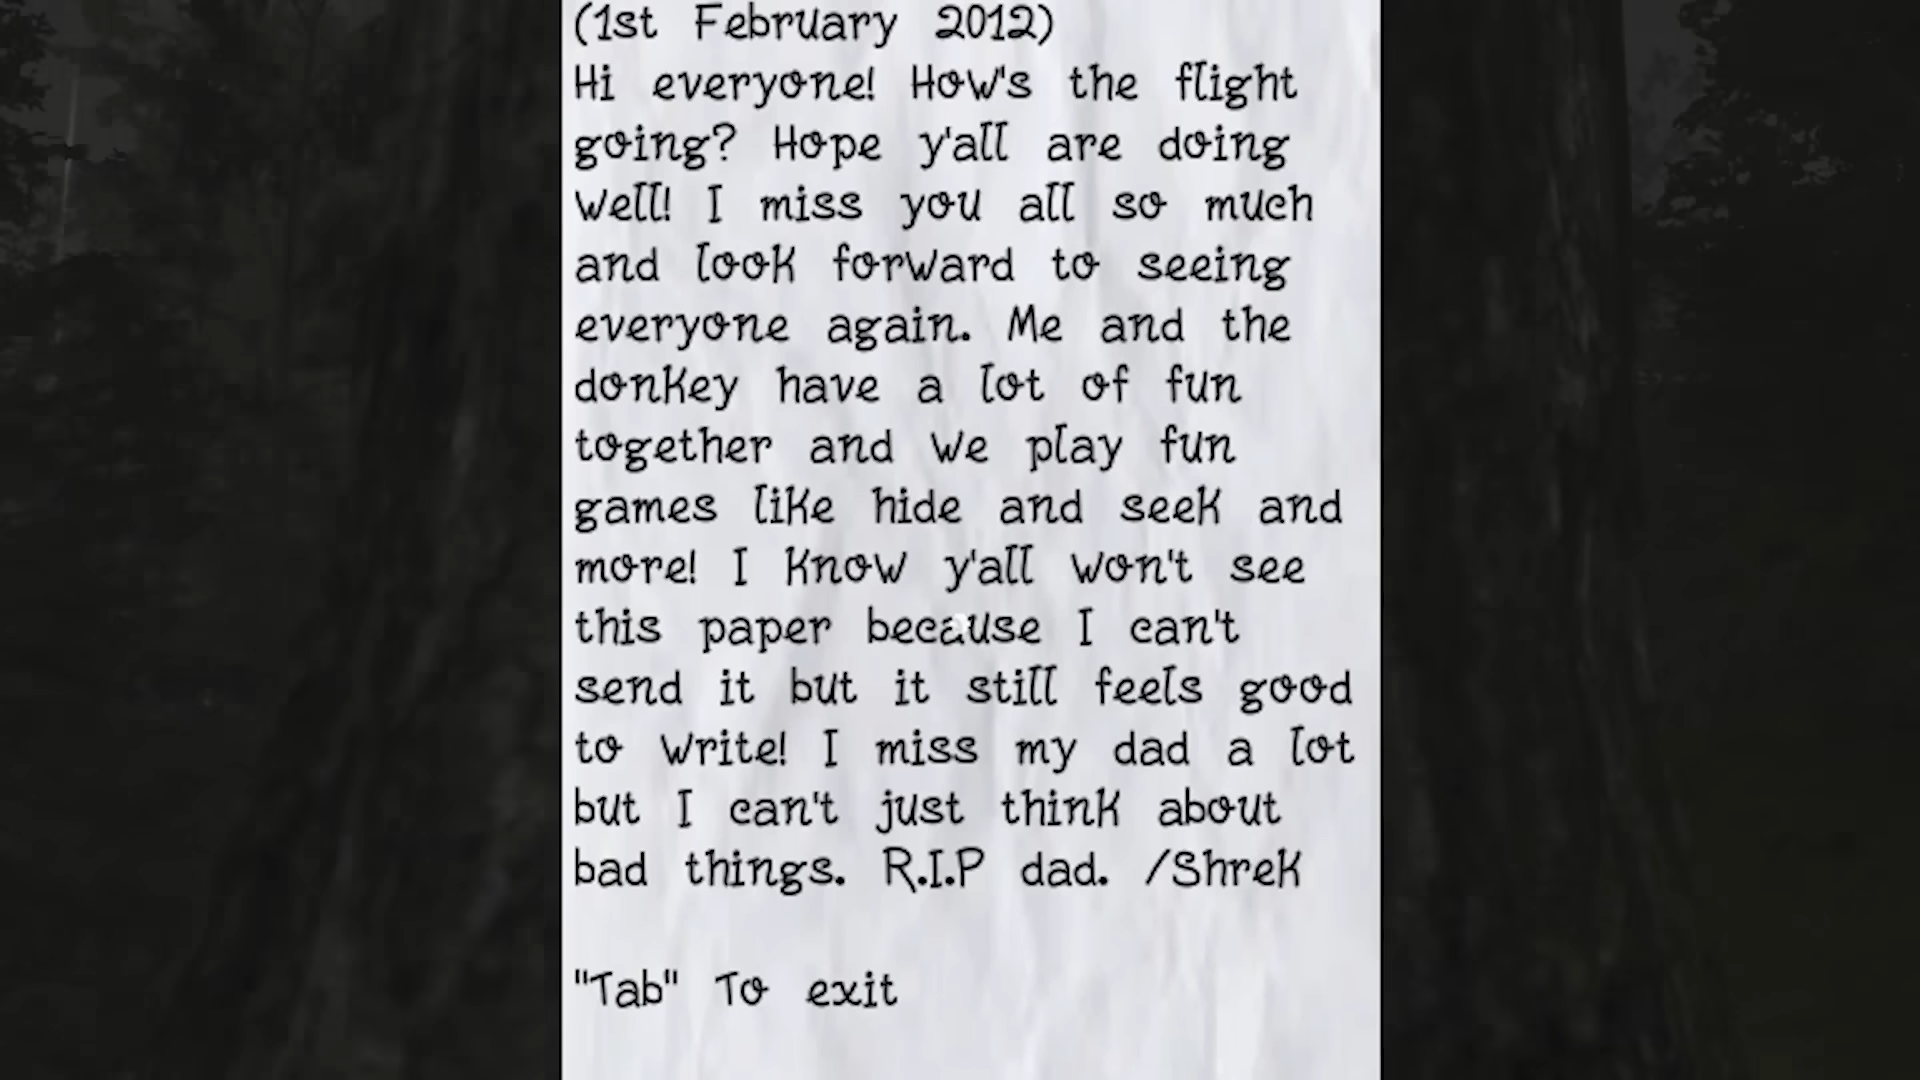 (1st February 2012)
Hi everyone! How's the flight
going? Hope y'all are doing
well! I miss you all so much
and look forward to seeing
everyone again. Me and the
donkey have a lot of fun
together and we play fun
games like hide and seek and
more! I know y'all won't see
this paper because I can't
send it but it still feels good
to write! I miss my dad a lot
but I can't just think about
bad things. R.I.P dad. /Shrek
"Tab" To exit